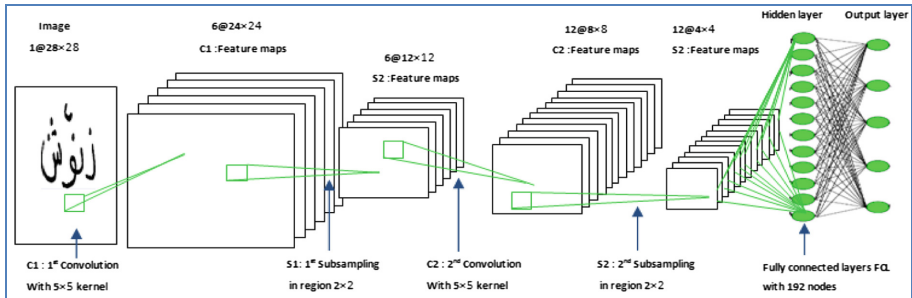 Image
1@28×28
6@24×24
C1 :Feature maps
6@12×12
S2 :Feature maps
12@8×8
C2 :Feature maps
12@4×4
S2 :Feature maps
Hidden layer
Output layer
زنوش
C1 : 1st Convolution
With 5×5 kernel
S1: 1st Subsampling
in region 2×2
C2 : 2nd Convolution
With 5×5 kernel
S2 : 2nd Subsampling
in region 2×2
Fully connected layers FCL
with 192 nodes